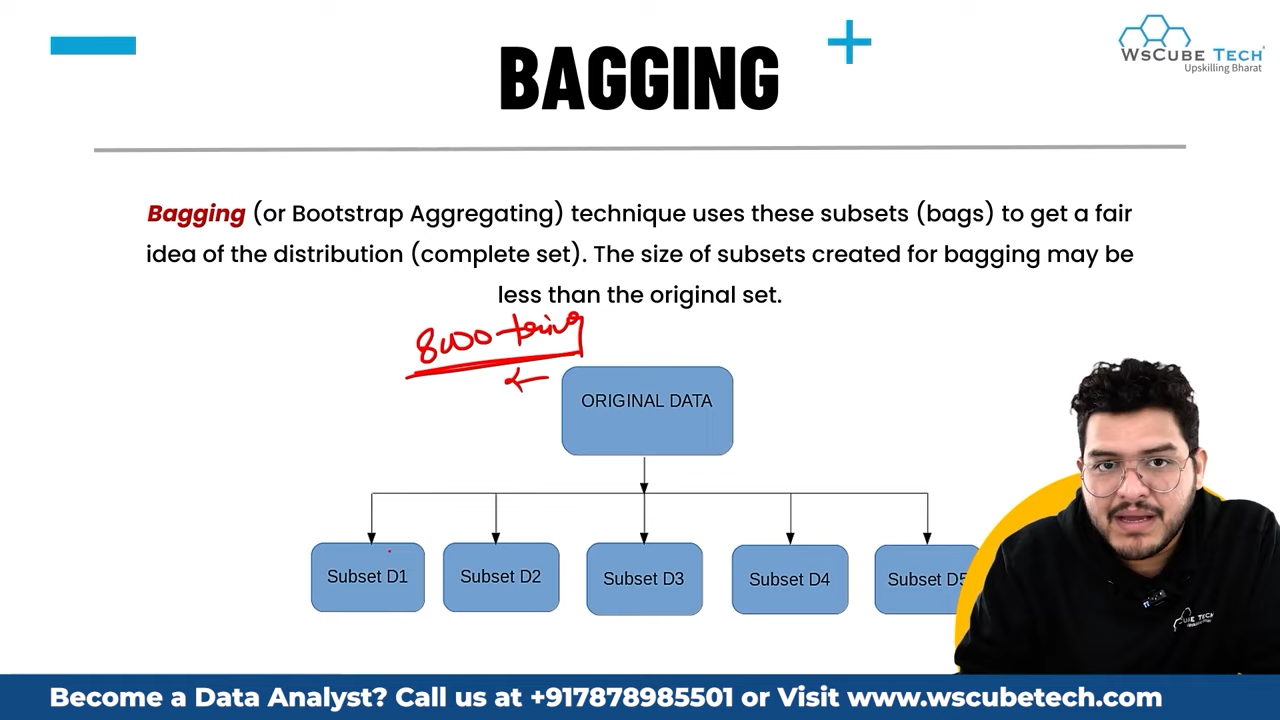 WsCube Tech
Upskilling Bharat
BAGGING
Bagging (or Bootstrap Aggregating) technique uses these subsets (bags) to get a fair
idea of the distribution (complete set). The size of subsets created for bagging may be
less than the original set.
8000
ORIGINAL DATA
Subset D1
Subset D2
Subset D3
Subset D4
Subset D5
Become a Data Analyst? Call us at +917878985501 or Visit www.wscubetech.com